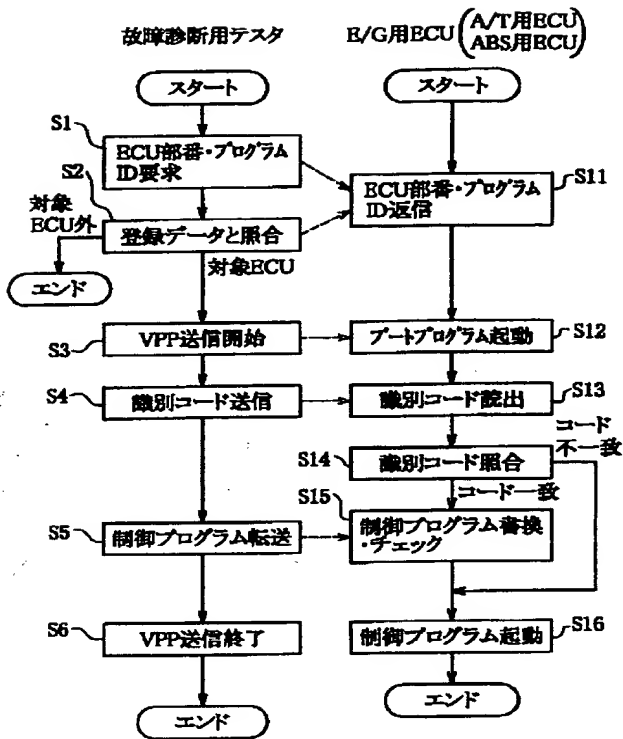 故障診断用テスタ
E/G用ECU(A/T用ECU
ABS用ECU)
スタート
スタート
S1
ECU部番・プログラム
ID要求
S2
対象
ECU外
登録データと照合
対象ECU
エンド
S11
ECU部番・プログラム
ID返信
S3
VPP送信開始
ブートプログラム起動
S12
S4
識別コード送信
識別コード読出
S13
コード
不一致
S14
識別コード照合
コード一致
S15
S5
制御プログラム転送
制御プログラム書換
・チェック
S6
VPP送信終了
制御プログラム起動
S16
エンド
エンド